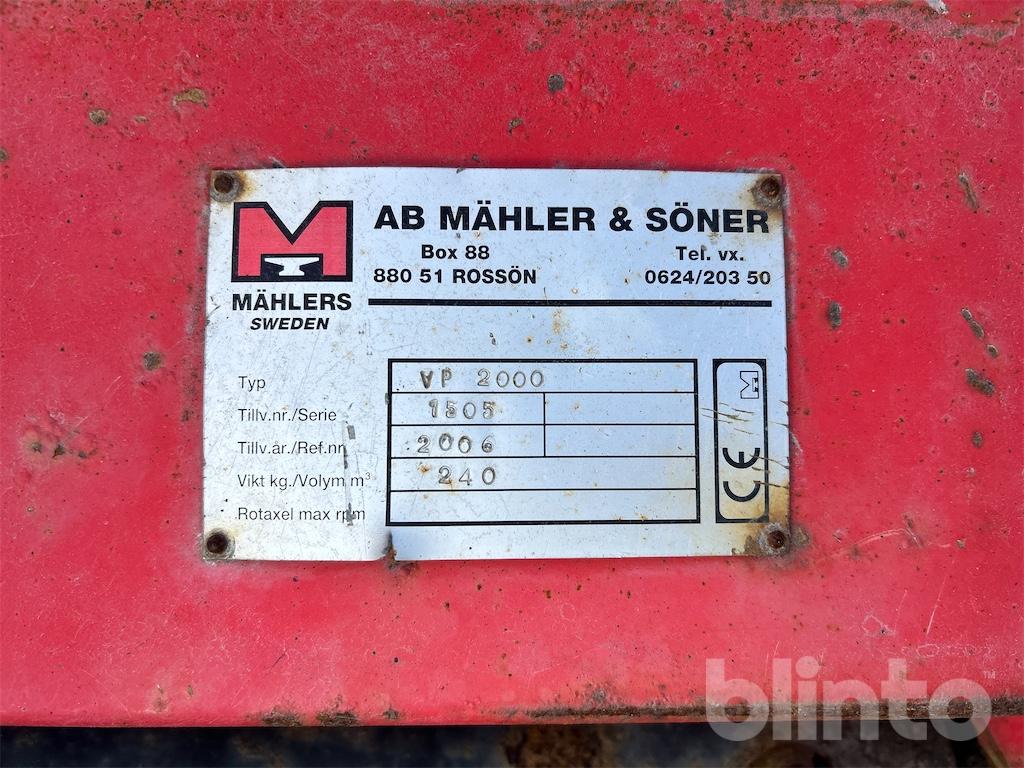 AB MÄHLER & SÖNER
Box 88 Tel. vx.
880 51 ROSSÖN 0624/203 50
MÄHLERS
SWEDEN
Typ VP 2000
Tillv.nr./Serie 1505
Tillv.år./Ref.nr. 2006
Vikt kg./Volym m³ 240
Rotaxel max rpm
M
CE
blinto™